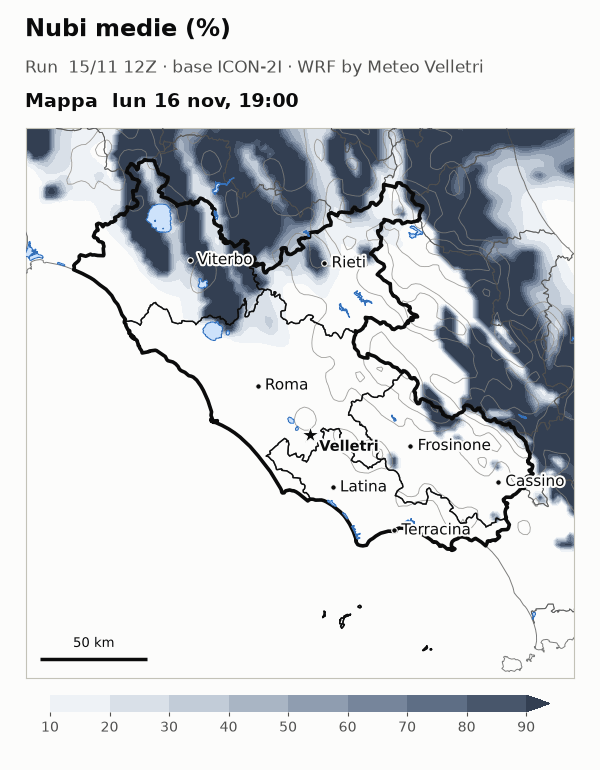 Nubi medie (%)
Run  15/11 12Z · base ICON-2I · WRF by Meteo Velletri
Mappa  lun 16 nov, 19:00
Viterbo
Rieti
Roma
Velletri
Frosinone
Cassino
Latina
Terracina
50 km
10 20 30 40 50 60 70 80 90